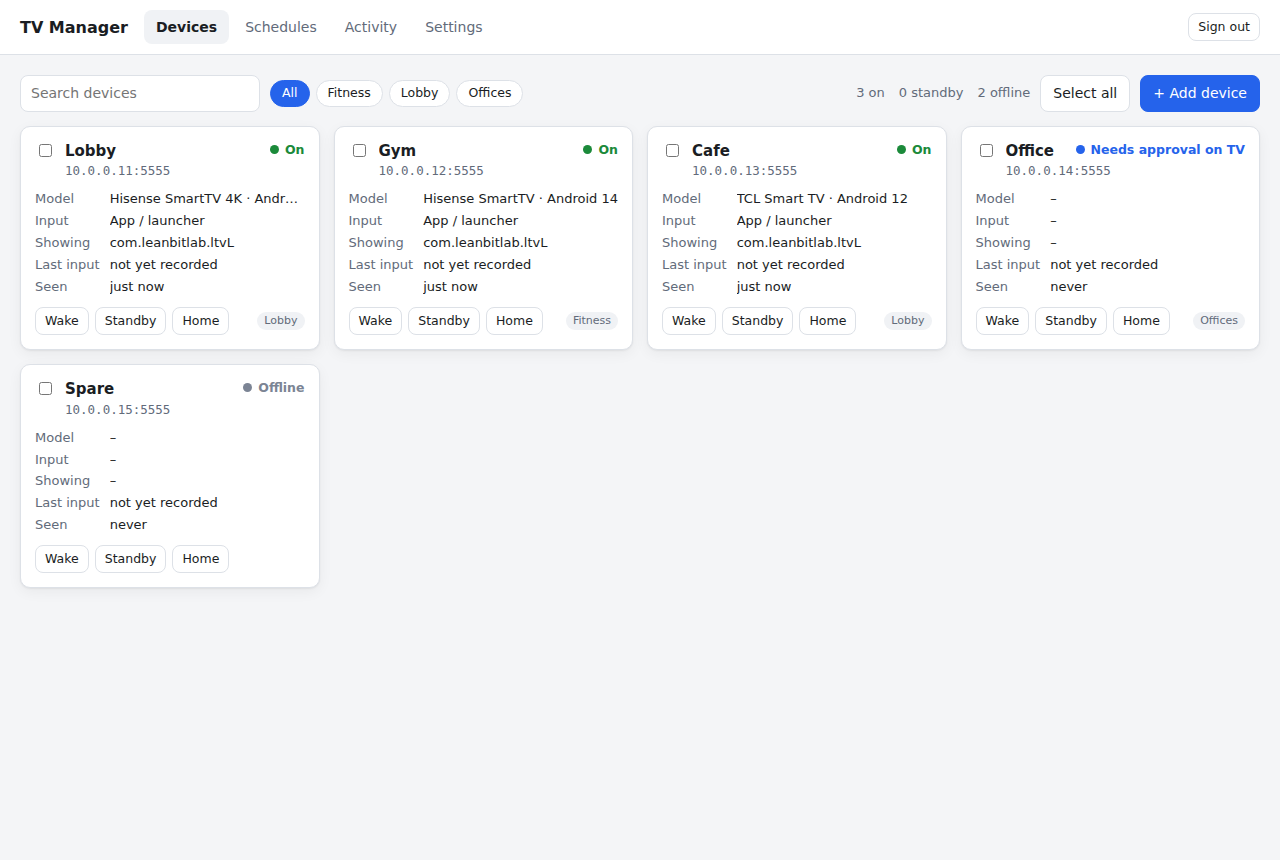 TV Manager Devices Schedules Activity Settings Sign out
Search devices All Fitness Lobby Offices 3 on 0 standby 2 offline Select all + Add device
Lobby On
10.0.0.11:5555
Model Hisense SmartTV 4K · Andr…
Input App / launcher
Showing com.leanbitlab.ltvL
Last input not yet recorded
Seen just now
Wake Standby Home Lobby
Gym On
10.0.0.12:5555
Model Hisense SmartTV · Android 14
Input App / launcher
Showing com.leanbitlab.ltvL
Last input not yet recorded
Seen just now
Wake Standby Home Fitness
Cafe On
10.0.0.13:5555
Model TCL Smart TV · Android 12
Input App / launcher
Showing com.leanbitlab.ltvL
Last input not yet recorded
Seen just now
Wake Standby Home Lobby
Office Needs approval on TV
10.0.0.14:5555
Model –
Input –
Showing –
Last input not yet recorded
Seen never
Wake Standby Home Offices
Spare Offline
10.0.0.15:5555
Model –
Input –
Showing –
Last input not yet recorded
Seen never
Wake Standby Home